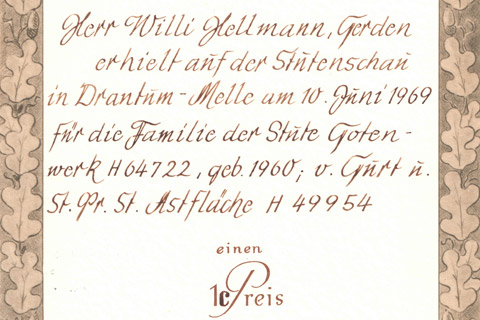 Herr Willi Hellmann, Gerden
erhielt auf der Stutenschau
in Drantum-Melle am 10. Juni 1969
für die Familie der Stute Goten-
werk H 64722, geb. 1960; v. Gurt u.
St. Pr. St. Astfläche H 49954
einen
1c Preis